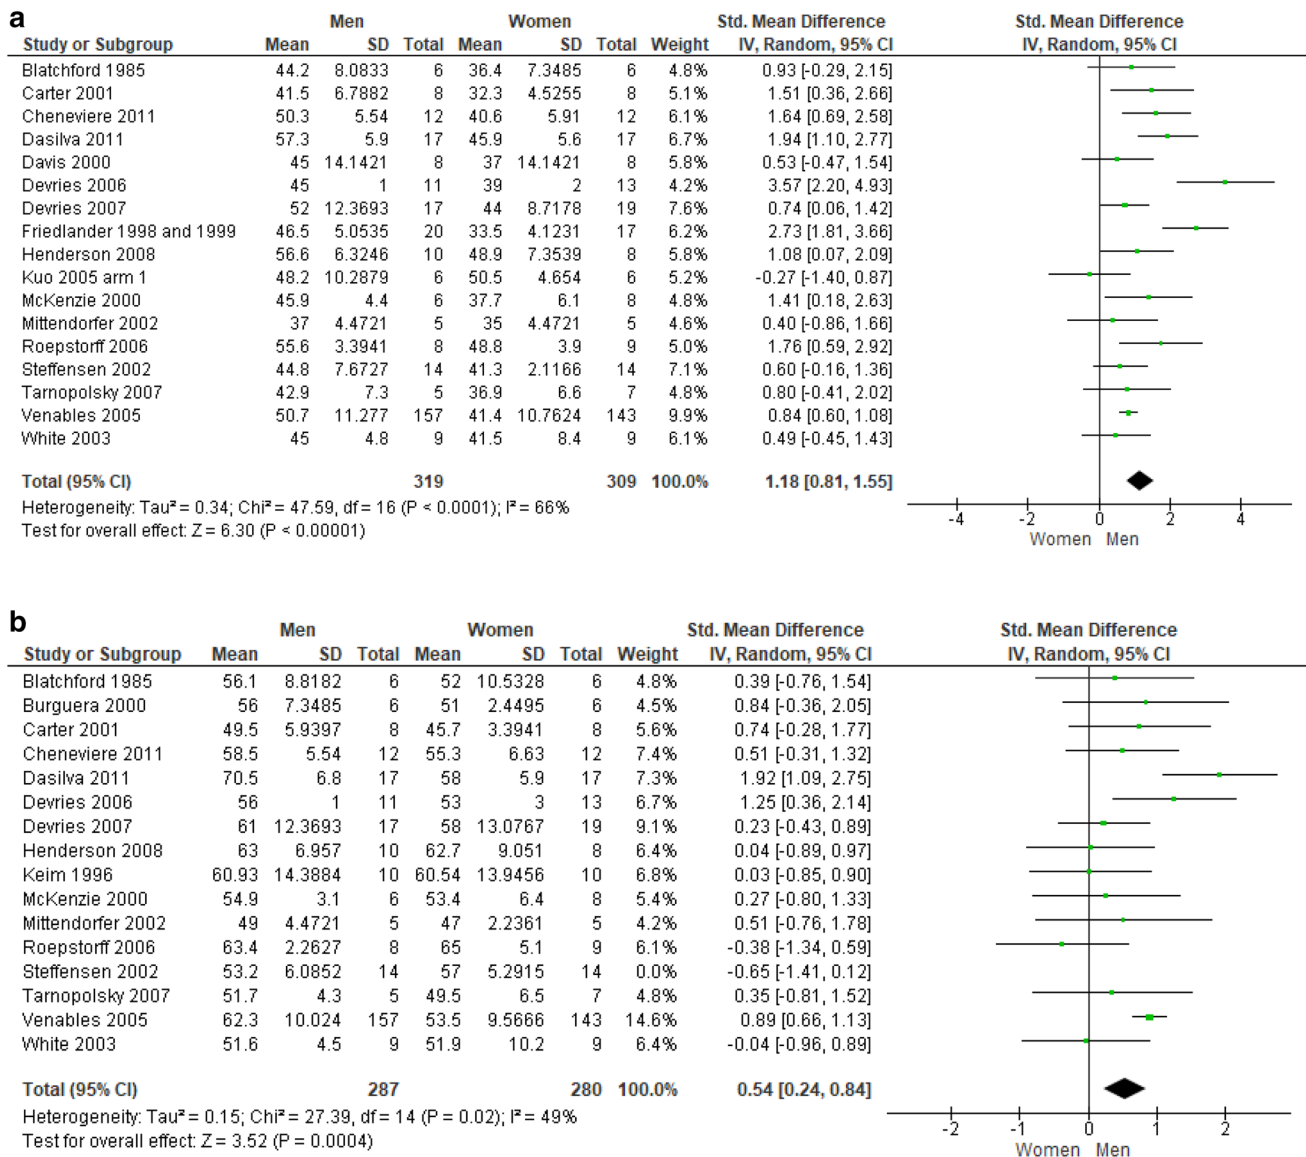 a
Men Women Std. Mean Difference Std. Mean Difference
Study or Subgroup Mean SD Total Mean SD Total Weight IV, Random, 95% CI IV, Random, 95% CI
Blatchford 1985 44.2 8.0833 6 36.4 7.3485 6 4.8% 0.93 [-0.29, 2.15]
Carter 2001 41.5 6.7882 8 32.3 4.5255 8 5.1% 1.51 [0.36, 2.66]
Cheneviere 2011 50.3 5.54 12 40.6 5.91 12 6.1% 1.64 [0.69, 2.58]
Dasilva 2011 57.3 5.9 17 45.9 5.6 17 6.7% 1.94 [1.10, 2.77]
Davis 2000 45 14.1421 8 37 14.1421 8 5.8% 0.53 [-0.47, 1.54]
Devries 2006 45 1 11 39 2 13 4.2% 3.57 [2.20, 4.93]
Devries 2007 52 12.3693 17 44 8.7178 19 7.6% 0.74 [0.06, 1.42]
Friedlander 1998 and 1999 46.5 5.0535 20 33.5 4.1231 17 6.2% 2.73 [1.81, 3.66]
Henderson 2008 56.6 6.3246 10 48.9 7.3539 8 5.7% 1.08 [0.07, 2.09]
Kuo 2005 arm 1 48.2 10.2879 6 50.5 4.654 6 5.2% -0.27 [-1.40, 0.87]
McKenzie 2000 45.9 4.4 6 37.7 6.1 8 4.8% 1.41 [0.18, 2.63]
Mittendorfer 2002 37 4.4721 5 35 4.4721 5 4.6% 0.40 [-0.86, 1.66]
Roepstorff 2006 55.6 3.3941 8 48.8 3.9 9 5.0% 1.76 [0.59, 2.92]
Steffensen 2002 44.8 7.6727 14 41.3 2.1166 14 7.1% 0.60 [-0.16, 1.36]
Tarnopolsky 2007 42.9 7.3 5 36.9 6.6 7 4.8% 0.80 [-0.41, 2.02]
Venables 2005 50.7 11.277 157 41.4 10.7624 143 9.9% 0.84 [0.60, 1.08]
White 2003 45 4.8 9 41.5 8.4 9 6.1% 0.49 [-0.45, 1.43]
Total (95% CI) 319 309 100.0% 1.18 [0.81, 1.55]
Heterogeneity: Tau² = 0.34; Chi² = 47.59, df = 16 (P < 0.0001); I² = 66%
Test for overall effect: Z = 6.30 (P < 0.00001)
-4 -2 0 2 4
Women Men
b
Men Women Std. Mean Difference Std. Mean Difference
Study or Subgroup Mean SD Total Mean SD Total Weight IV, Random, 95% CI IV, Random, 95% CI
Blatchford 1985 56.1 8.8182 6 52 10.5328 6 4.8% 0.39 [-0.76, 1.54]
Burguera 2000 56 7.3485 6 51 2.4495 6 4.5% 0.84 [-0.36, 2.05]
Carter 2001 49.5 5.9397 8 45.7 3.3941 8 5.6% 0.74 [-0.28, 1.77]
Cheneviere 2011 58.5 5.54 12 55.3 6.63 12 7.4% 0.51 [-0.31, 1.32]
Dasilva 2011 70.5 6.8 17 58 5.9 17 7.3% 1.92 [1.09, 2.75]
Devries 2006 56 1 11 53 3 13 6.7% 1.25 [0.36, 2.14]
Devries 2007 61 12.3693 17 58 13.0767 19 9.1% 0.23 [-0.43, 0.89]
Henderson 2008 63 6.957 10 62.7 9.051 8 6.4% 0.04 [-0.89, 0.97]
Keim 1996 60.93 14.3884 10 60.54 13.9456 10 6.8% 0.03 [-0.85, 0.90]
McKenzie 2000 54.9 3.1 6 53.4 6.4 8 5.4% 0.27 [-0.80, 1.33]
Mittendorfer 2002 49 4.4721 5 47 2.2361 5 4.2% 0.51 [-0.76, 1.78]
Roepstorff 2006 63.4 2.2627 8 65 5.1 9 6.1% -0.38 [-1.34, 0.59]
Steffensen 2002 53.2 6.0852 14 57 5.2915 14 0.0% -0.65 [-1.41, 0.12]
Tarnopolsky 2007 51.7 4.3 5 49.5 6.5 7 4.8% 0.35 [-0.81, 1.52]
Venables 2005 62.3 10.024 157 53.5 9.5666 143 14.6% 0.89 [0.66, 1.13]
White 2003 51.6 4.5 9 51.9 10.2 9 6.4% -0.04 [-0.96, 0.89]
Total (95% CI) 287 280 100.0% 0.54 [0.24, 0.84]
Heterogeneity: Tau² = 0.15; Chi² = 27.39, df = 14 (P = 0.02); I² = 49%
Test for overall effect: Z = 3.52 (P = 0.0004)
-2 -1 0 1 2
Women Men